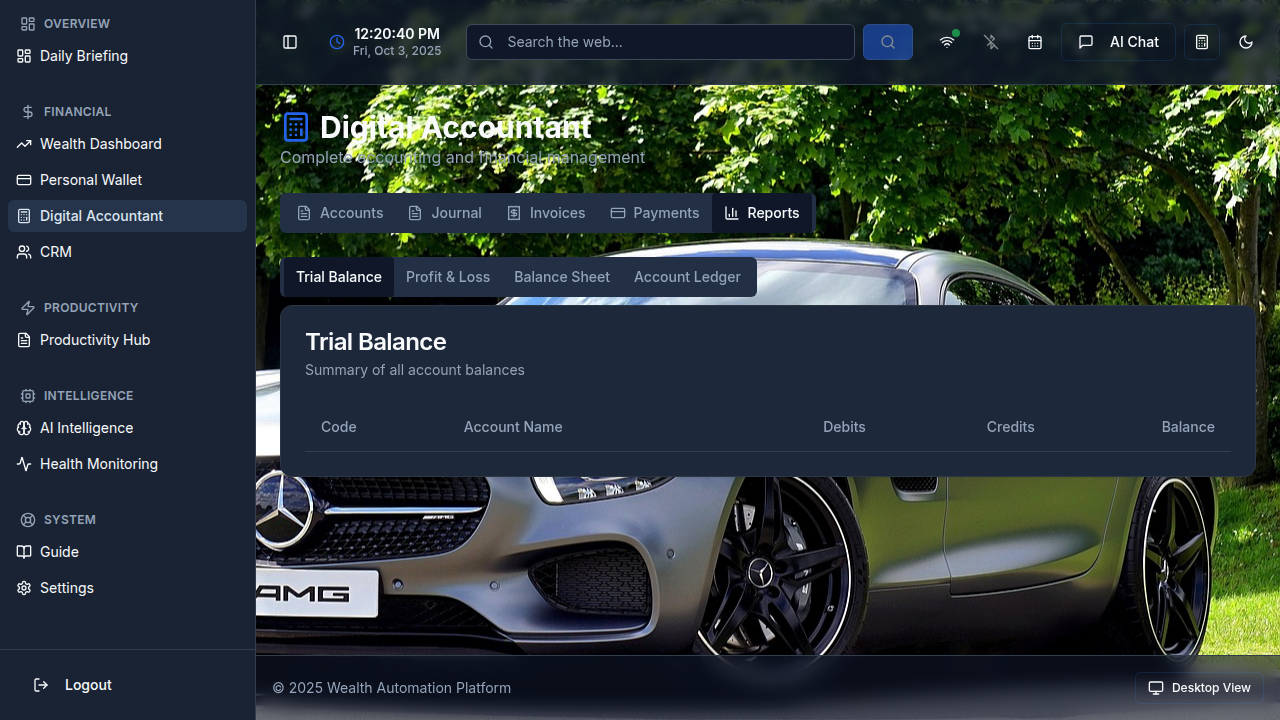 OVERVIEW
Daily Briefing
FINANCIAL
Wealth Dashboard
Personal Wallet
Digital Accountant
CRM
PRODUCTIVITY
Productivity Hub
INTELLIGENCE
AI Intelligence
Health Monitoring
SYSTEM
Guide
Settings
Logout
12:20:40 PM
Fri, Oct 3, 2025
Search the web...
AI Chat
Digital Accountant
Complete accounting and financial management
Accounts Journal Invoices Payments Reports
Trial Balance Profit & Loss Balance Sheet Account Ledger
Trial Balance
Summary of all account balances
Code Account Name Debits Credits Balance
AMG
© 2025 Wealth Automation Platform
Desktop View